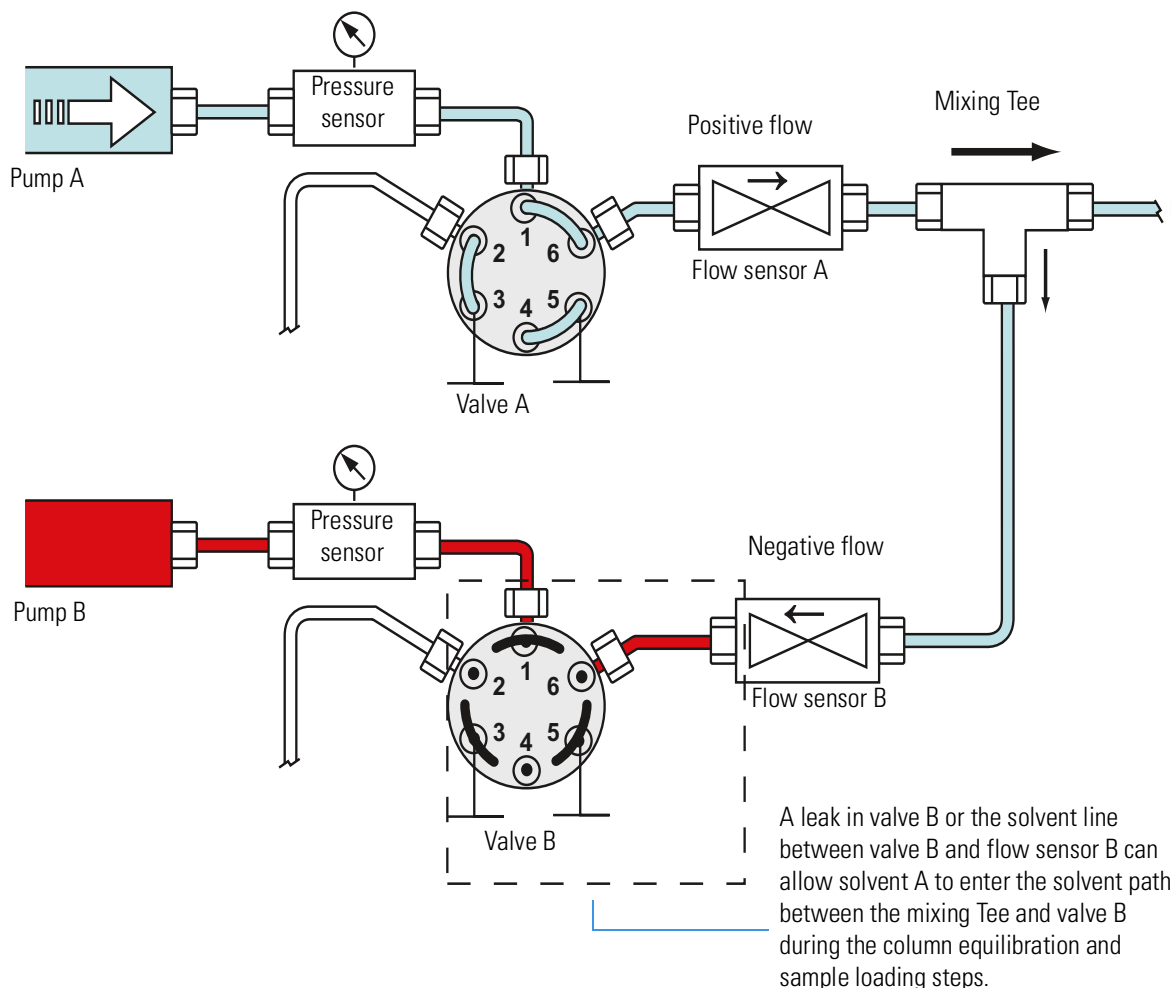 Pump A
Pressure
sensor
Positive flow
Mixing Tee
Flow sensor A
1
2
6
3
4
5
Valve A
Pump B
Pressure
sensor
Negative flow
Flow sensor B
1
2
6
3
4
5
Valve B
A leak in valve B or the solvent line
between valve B and flow sensor B can
allow solvent A to enter the solvent path
between the mixing Tee and valve B
during the column equilibration and
sample loading steps.